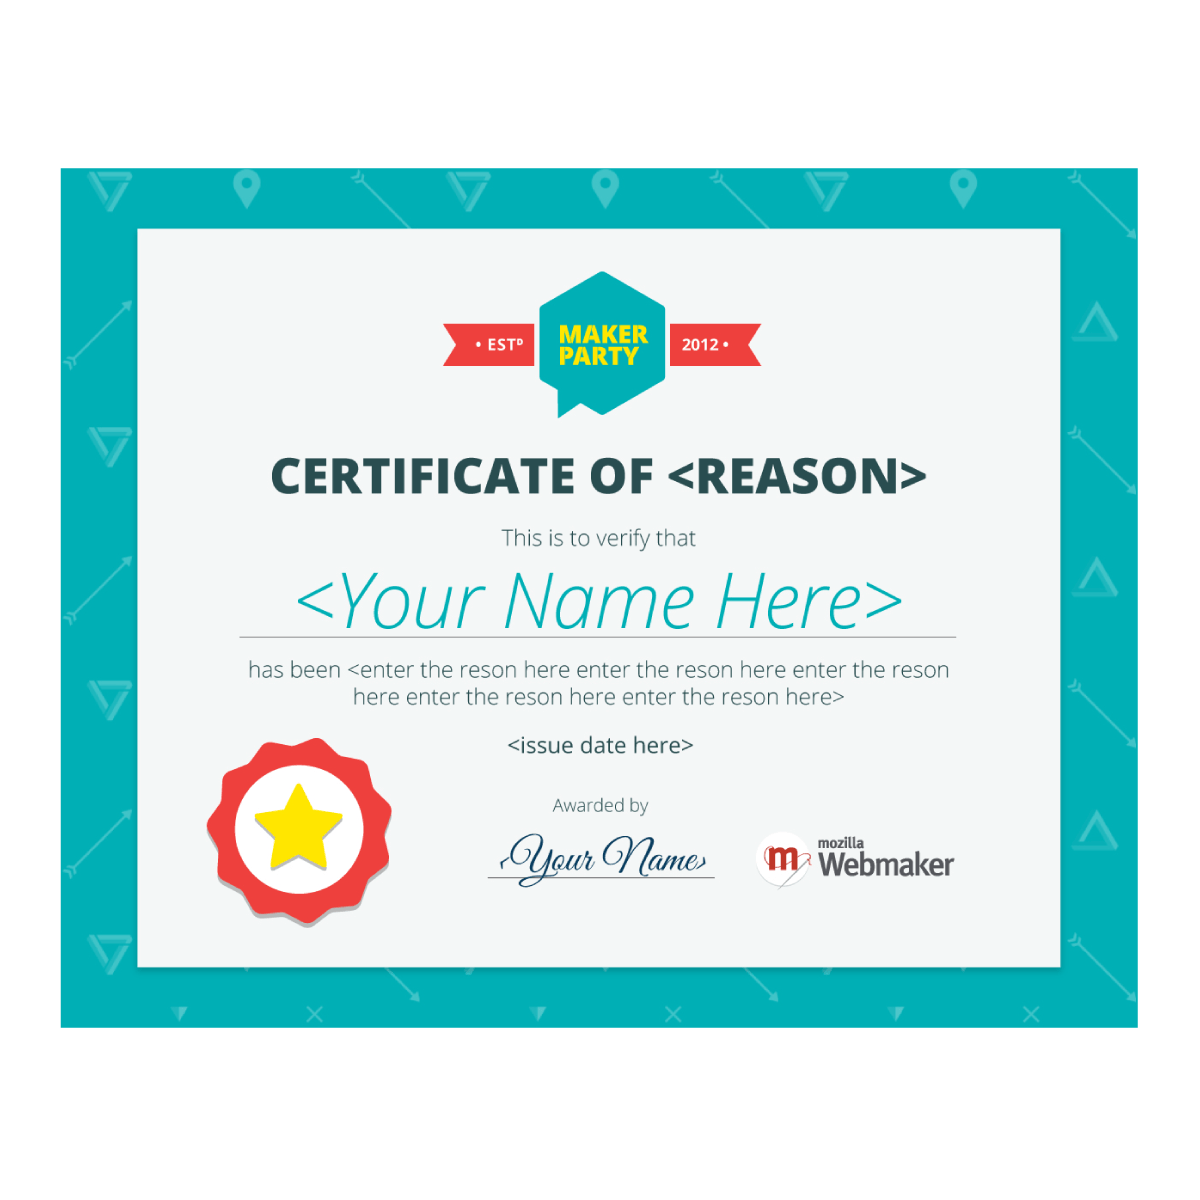 • ESTᴰ
MAKER
PARTY
2012 •
CERTIFICATE OF <REASON>
This is to verify that
<Your Name Here>
has been <enter the reson here enter the reson here enter the reson
here enter the reson here enter the reson here>
<issue date here>
Awarded by
<Your Name>
m
mozilla
Webmaker